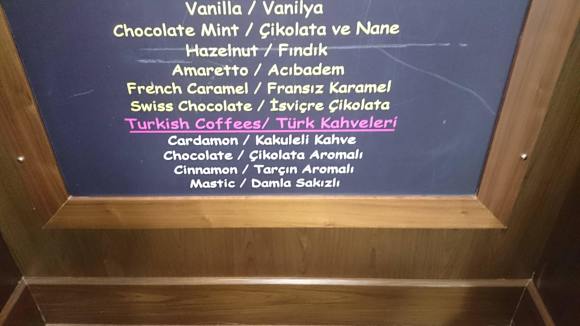 Vanilla / Vanilya
Chocolate Mint / Çikolata ve Nane
Hazelnut / Fındık
Amaretto / Acıbadem
French Caramel / Fransız Karamel
Swiss Chocolate / İsviçre Çikolata
Turkish Coffees/ Türk Kahveleri
Cardamon / Kakuleli Kahve
Chocolate / Çikolata Aromalı
Cinnamon / Tarçın Aromalı
Mastic / Damla Sakızlı